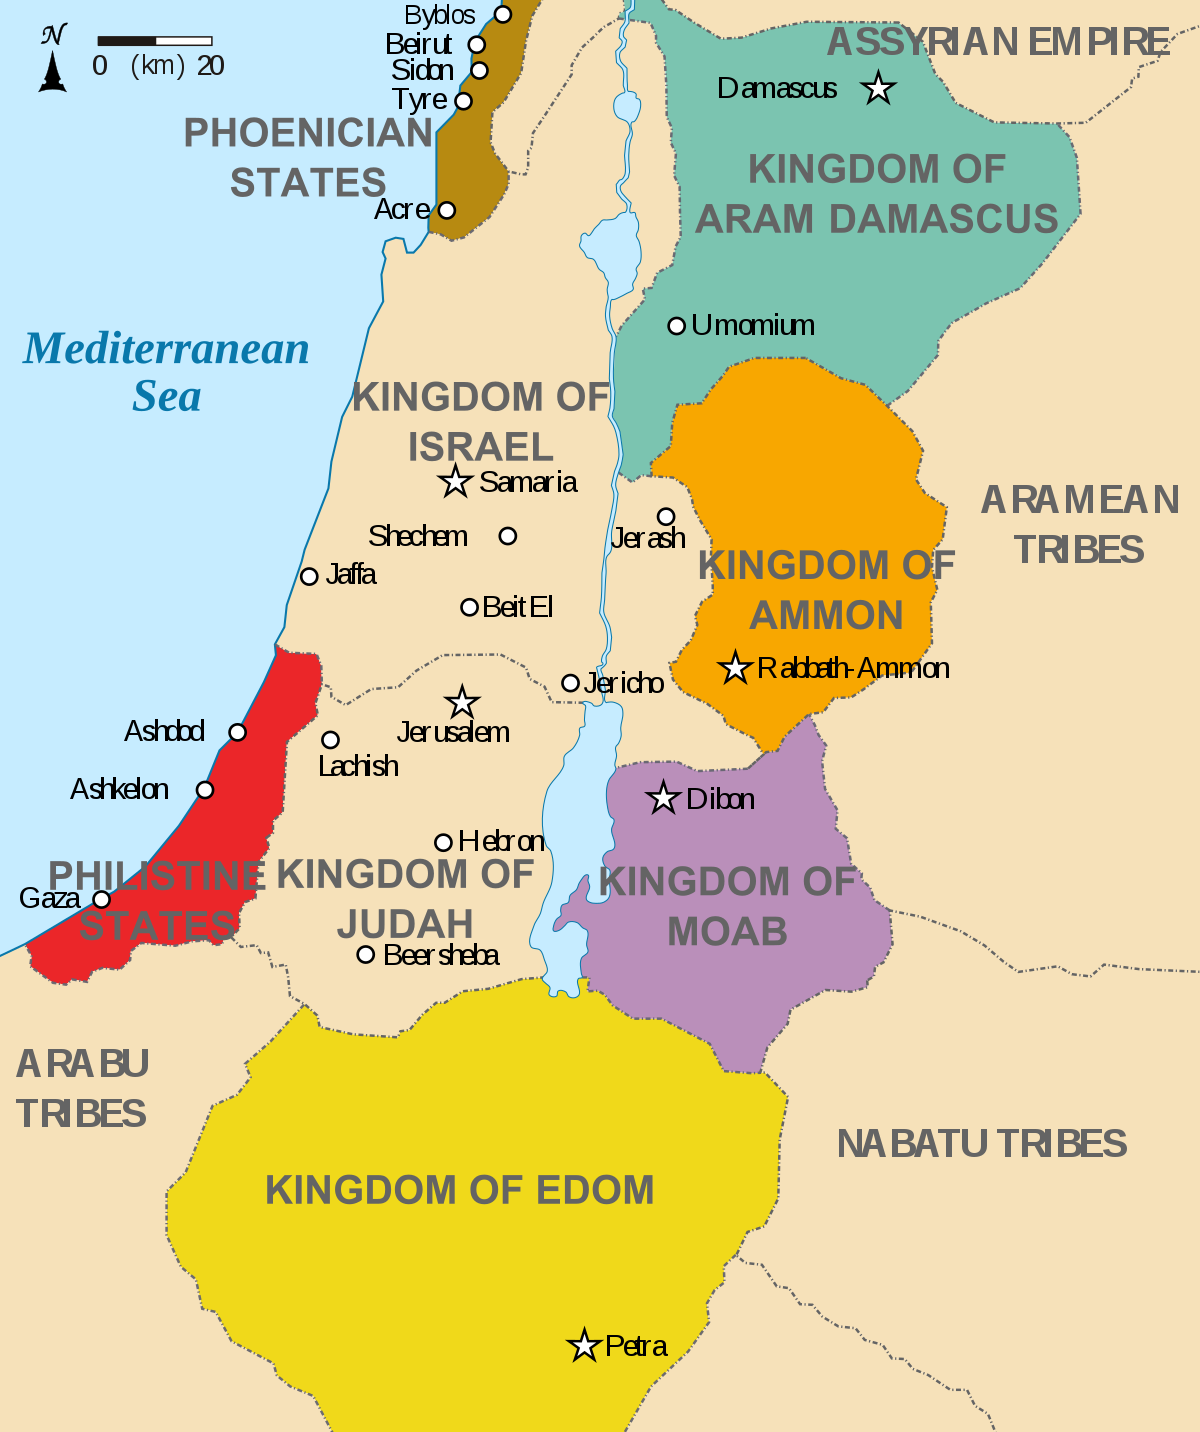 N
0 (km) 20
Byblos
Beirut
Sidon
Tyre
PHOENICIAN
STATES
Acre
ASSYRIAN EMPIRE
Damascus
KINGDOM OF
ARAM DAMASCUS
Umomium
Mediterranean
Sea
KINGDOM OF
ISRAEL
Samaria
Shechem
Jaffa
Beit El
Jerash
ARAMEAN
TRIBES
KINGDOM OF
AMMON
Rabbath-Ammon
Jericho
Jerusalem
Lachish
Ashdod
Ashkelon
Dibon
Hebron
PHILISTINE
STATES
Gaza
KINGDOM OF
JUDAH
Beersheba
KINGDOM OF
MOAB
ARABU
TRIBES
NABATU TRIBES
KINGDOM OF EDOM
Petra